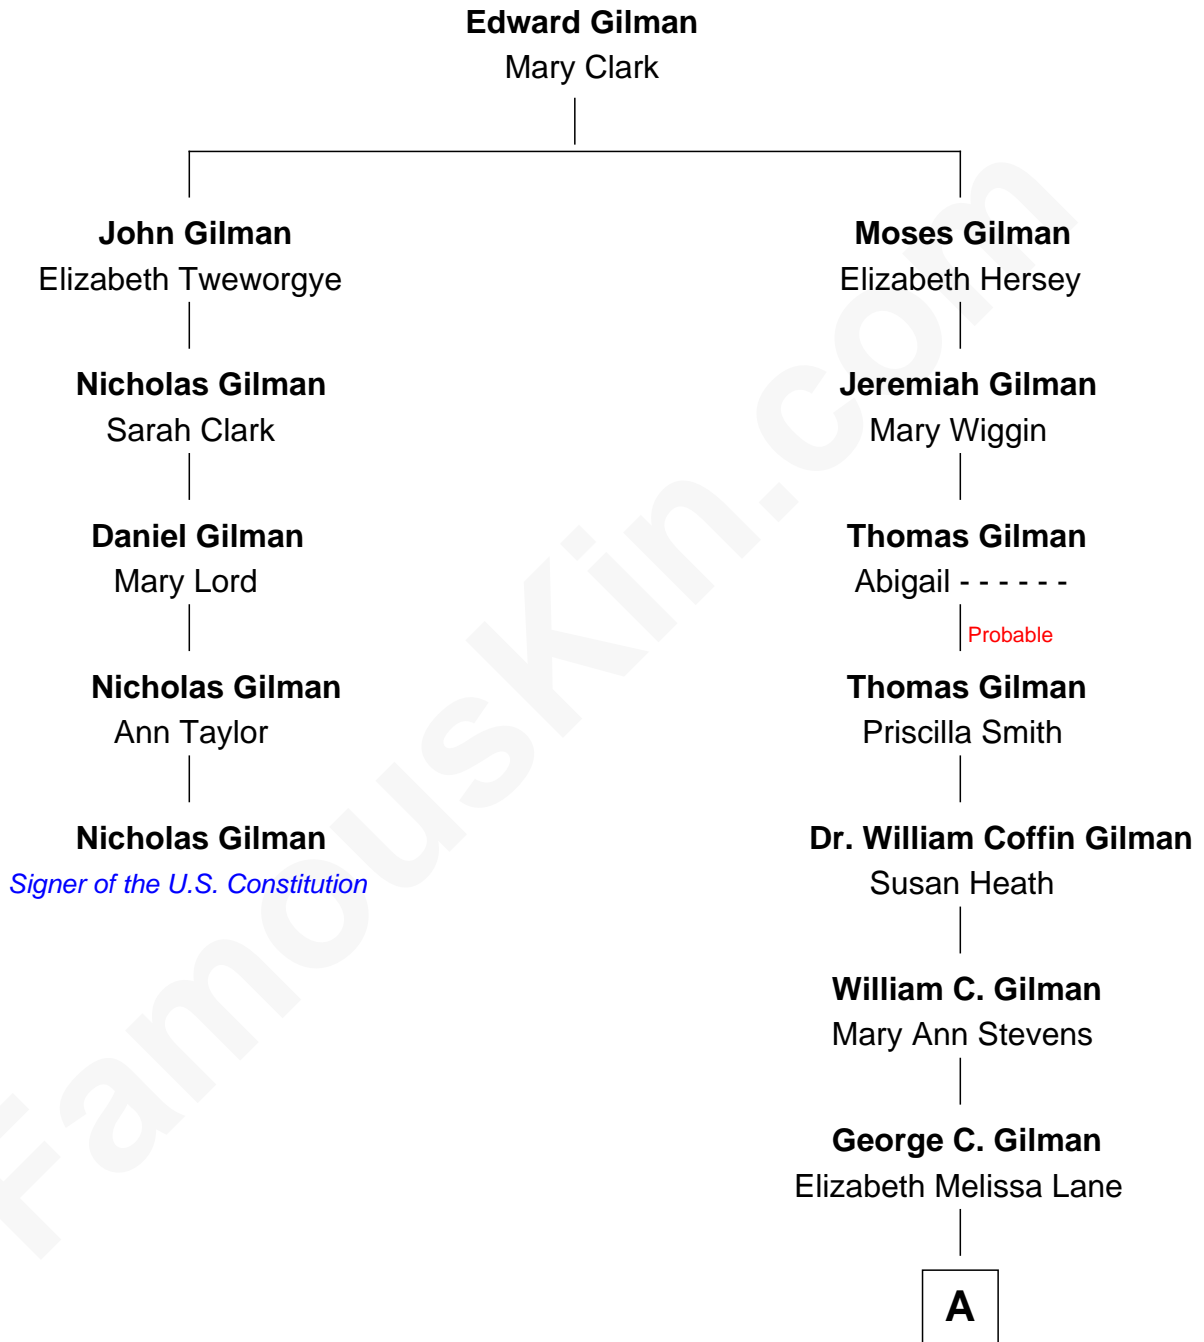 Edward Gilman
Mary Clark
John Gilman
Elizabeth Tweworgye
Moses Gilman
Elizabeth Hersey
Nicholas Gilman
Sarah Clark
Jeremiah Gilman
Mary Wiggin
Daniel Gilman
Mary Lord
Thomas Gilman
Abigail - - - - - -
Probable
Nicholas Gilman
Ann Taylor
Thomas Gilman
Priscilla Smith
Nicholas Gilman
Signer of the U.S. Constitution
Dr. William Coffin Gilman
Susan Heath
William C. Gilman
Mary Ann Stevens
George C. Gilman
Elizabeth Melissa Lane
A
FamousKin.com